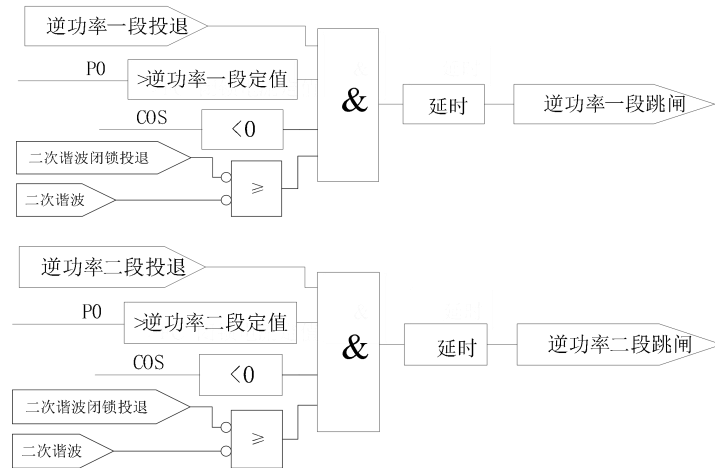 逆功率一段投退
P0
>逆功率一段定值
COS
<0
二次谐波闭锁投退
二次谐波
≥
&
延时
逆功率一段跳闸
逆功率二段投退
P0
>逆功率二段定值
COS
<0
二次谐波闭锁投退
二次谐波
≥
&
延时
逆功率二段跳闸